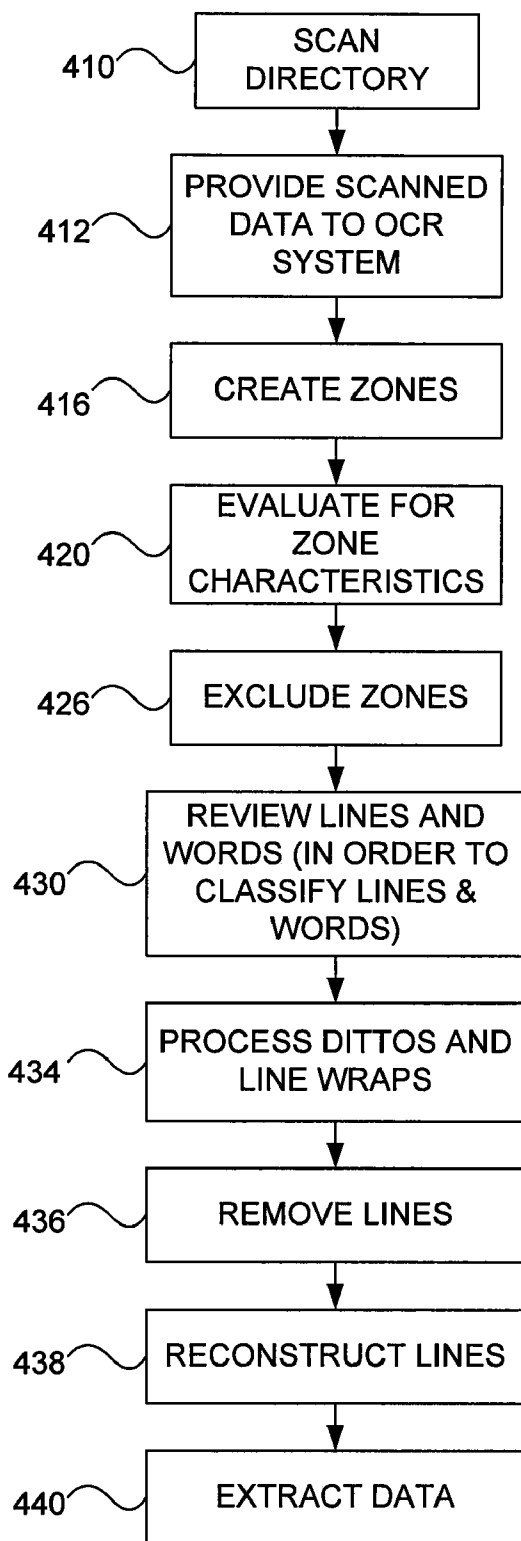 410
SCAN
DIRECTORY
412
PROVIDE SCANNED
DATA TO OCR
SYSTEM
416
CREATE ZONES
420
EVALUATE FOR
ZONE
CHARACTERISTICS
426
EXCLUDE ZONES
430
REVIEW LINES AND
WORDS (IN ORDER TO
CLASSIFY LINES &
WORDS)
434
PROCESS DITTOS AND
LINE WRAPS
436
REMOVE LINES
438
RECONSTRUCT LINES
440
EXTRACT DATA